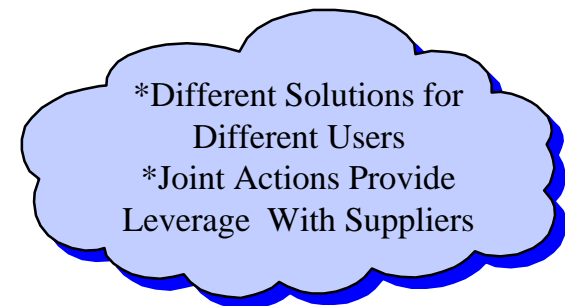 *Different Solutions for
Different Users
*Joint Actions Provide
Leverage  With Suppliers